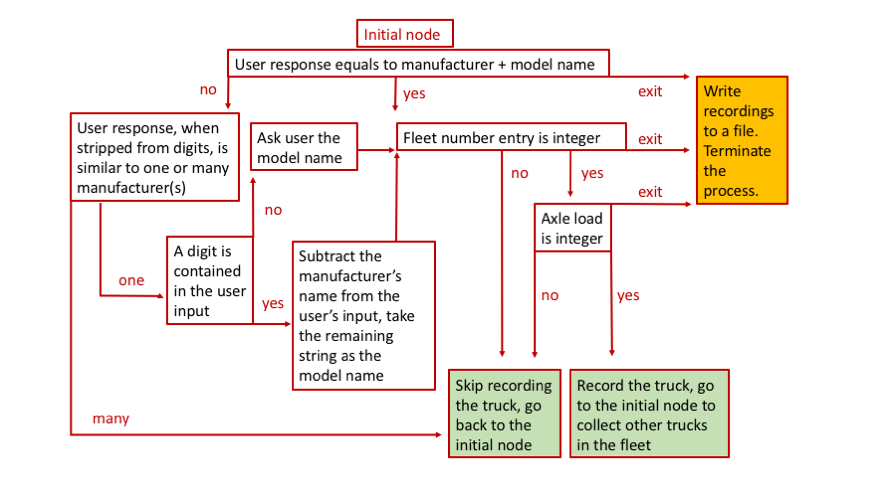 Initial node
User response equals to manufacturer + model name
no
yes
exit
Write
recordings
to a file.
Terminate
the
process.
User response, when
stripped from digits, is
similar to one or many
manufacturer(s)
Ask user the
model name
Fleet number entry is integer
exit
no
yes
exit
no
Axle load
is integer
A digit is
contained
in the user
input
one
yes
Subtract the
manufacturer's
name from the
user's input, take
the remaining
string as the
model name
no
yes
Skip recording
the truck, go
back to the
initial node
Record the truck, go
to the initial node to
collect other trucks
in the fleet
many